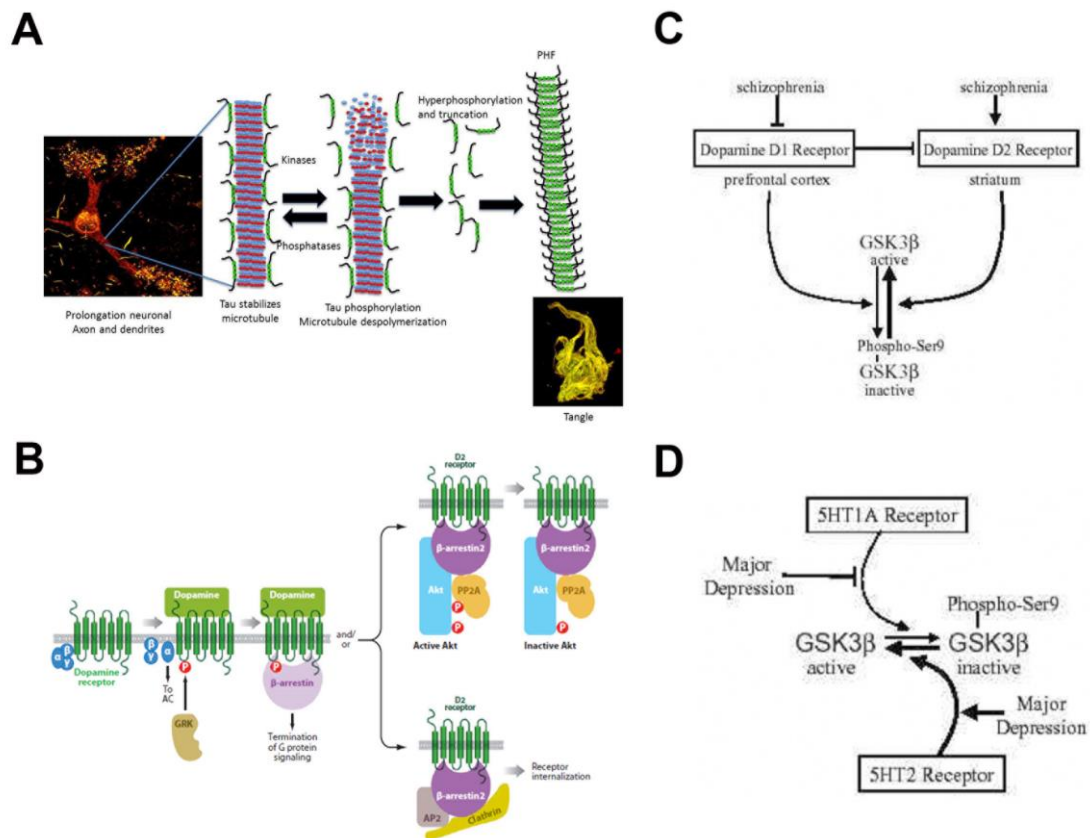 A
Prolongation neuronal
Axon and dendrites
Tau stabilizes
microtubule
Kinases
Phosphatases
Tau phosphorylation
Microtubule despolymerization
Hyperphosphorylation
and truncation
PHF
Tangle
B
Dopamine
receptor
α
β
γ
β
γ
α
To
AC
GRK
Dopamine
P
Dopamine
P
β-arrestin
Termination
of G protein
signaling
and/
or
D2
receptor
β-arrestin2
Akt
PP2A
P
P
Active Akt
β-arrestin2
Akt
PP2A
P
Inactive Akt
D2
receptor
β-arrestin2
AP2
Clathrin
Receptor
internalization
C
schizophrenia
schizophrenia
Dopamine D1 Receptor
Dopamine D2 Receptor
prefrontal cortex
striatum
GSK3β
active
Phospho-Ser9
GSK3β
inactive
D
5HT1A Receptor
Major
Depression
Phospho-Ser9
GSK3β
active
GSK3β
inactive
Major
Depression
5HT2 Receptor